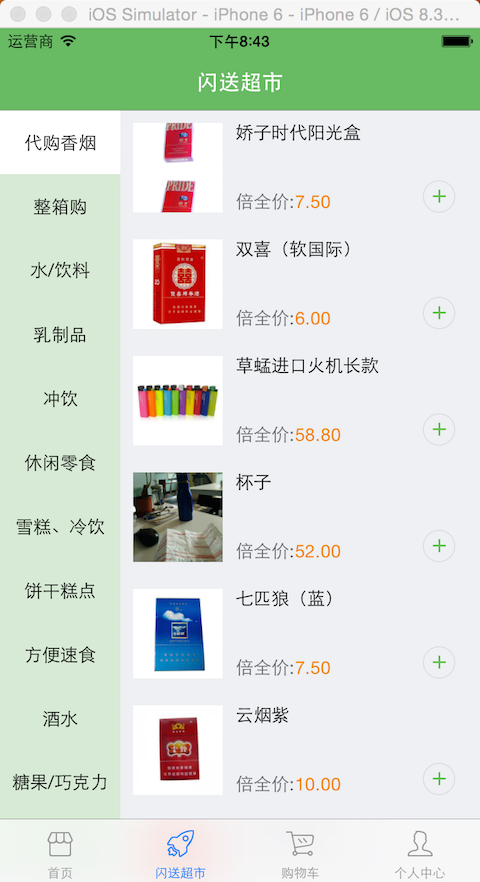 iOS Simulator - iPhone 6 - iPhone 6 / iOS 8.3...
运营商 下午8:43
闪送超市
代购香烟
整箱购
水/饮料
乳制品
冲饮
休闲零食
雪糕、冷饮
饼干糕点
方便速食
酒水
糖果/巧克力
PRIDE
PRIDE
娇子时代阳光盒
倍全价:7.50
双喜（软国际）
倍全价:6.00
草蜢进口火机长款
倍全价:58.80
杯子
倍全价:52.00
七匹狼（蓝）
倍全价:7.50
云烟紫
倍全价:10.00
首页 闪送超市 购物车 个人中心